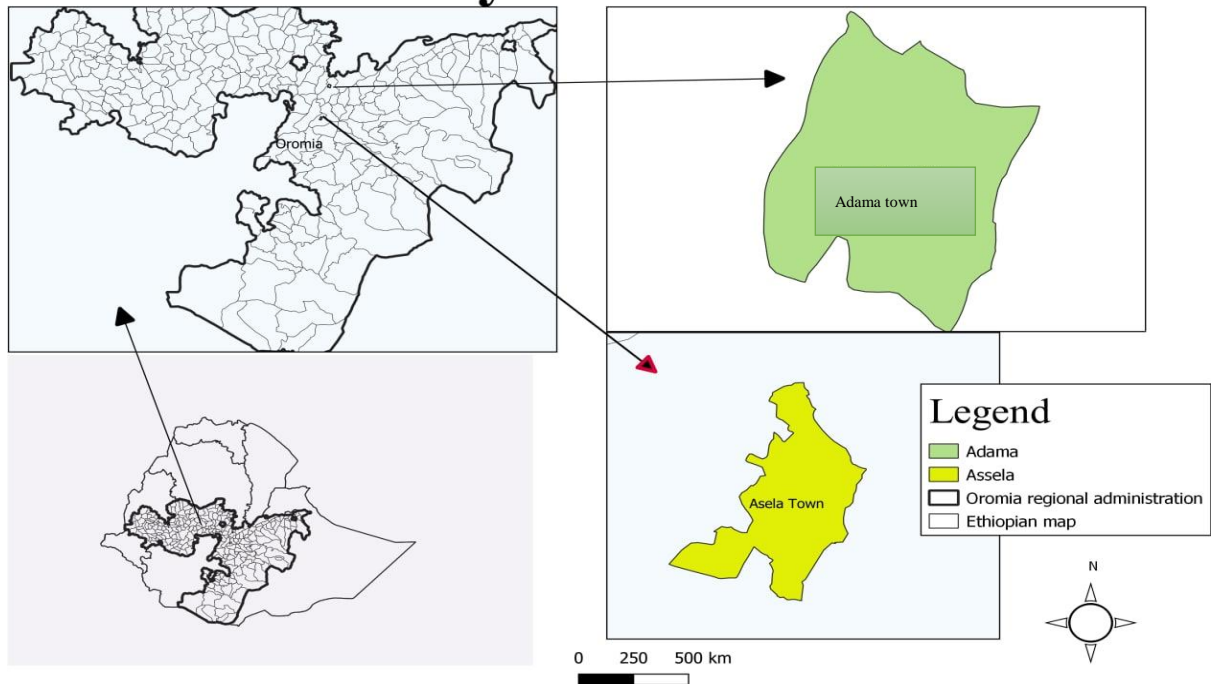 Oromia
Adama town
Asela Town
Legend
Adama
Assela
Oromia regional administration
Ethiopian map
N
0 250 500 km